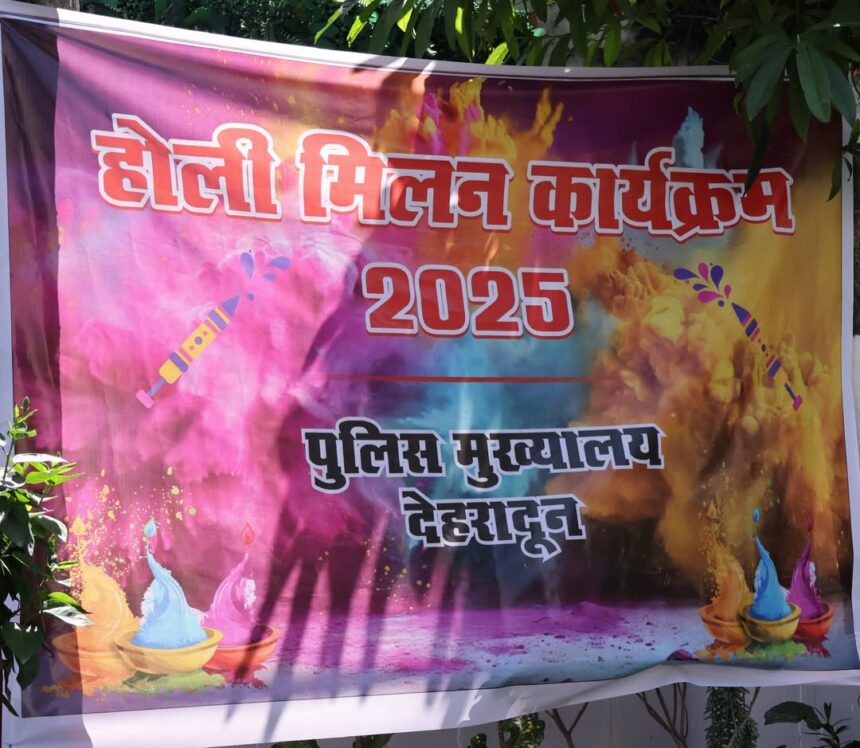 होली मिलन कार्यक्रम
2025
पुलिस मुख्यालय
देहरादून